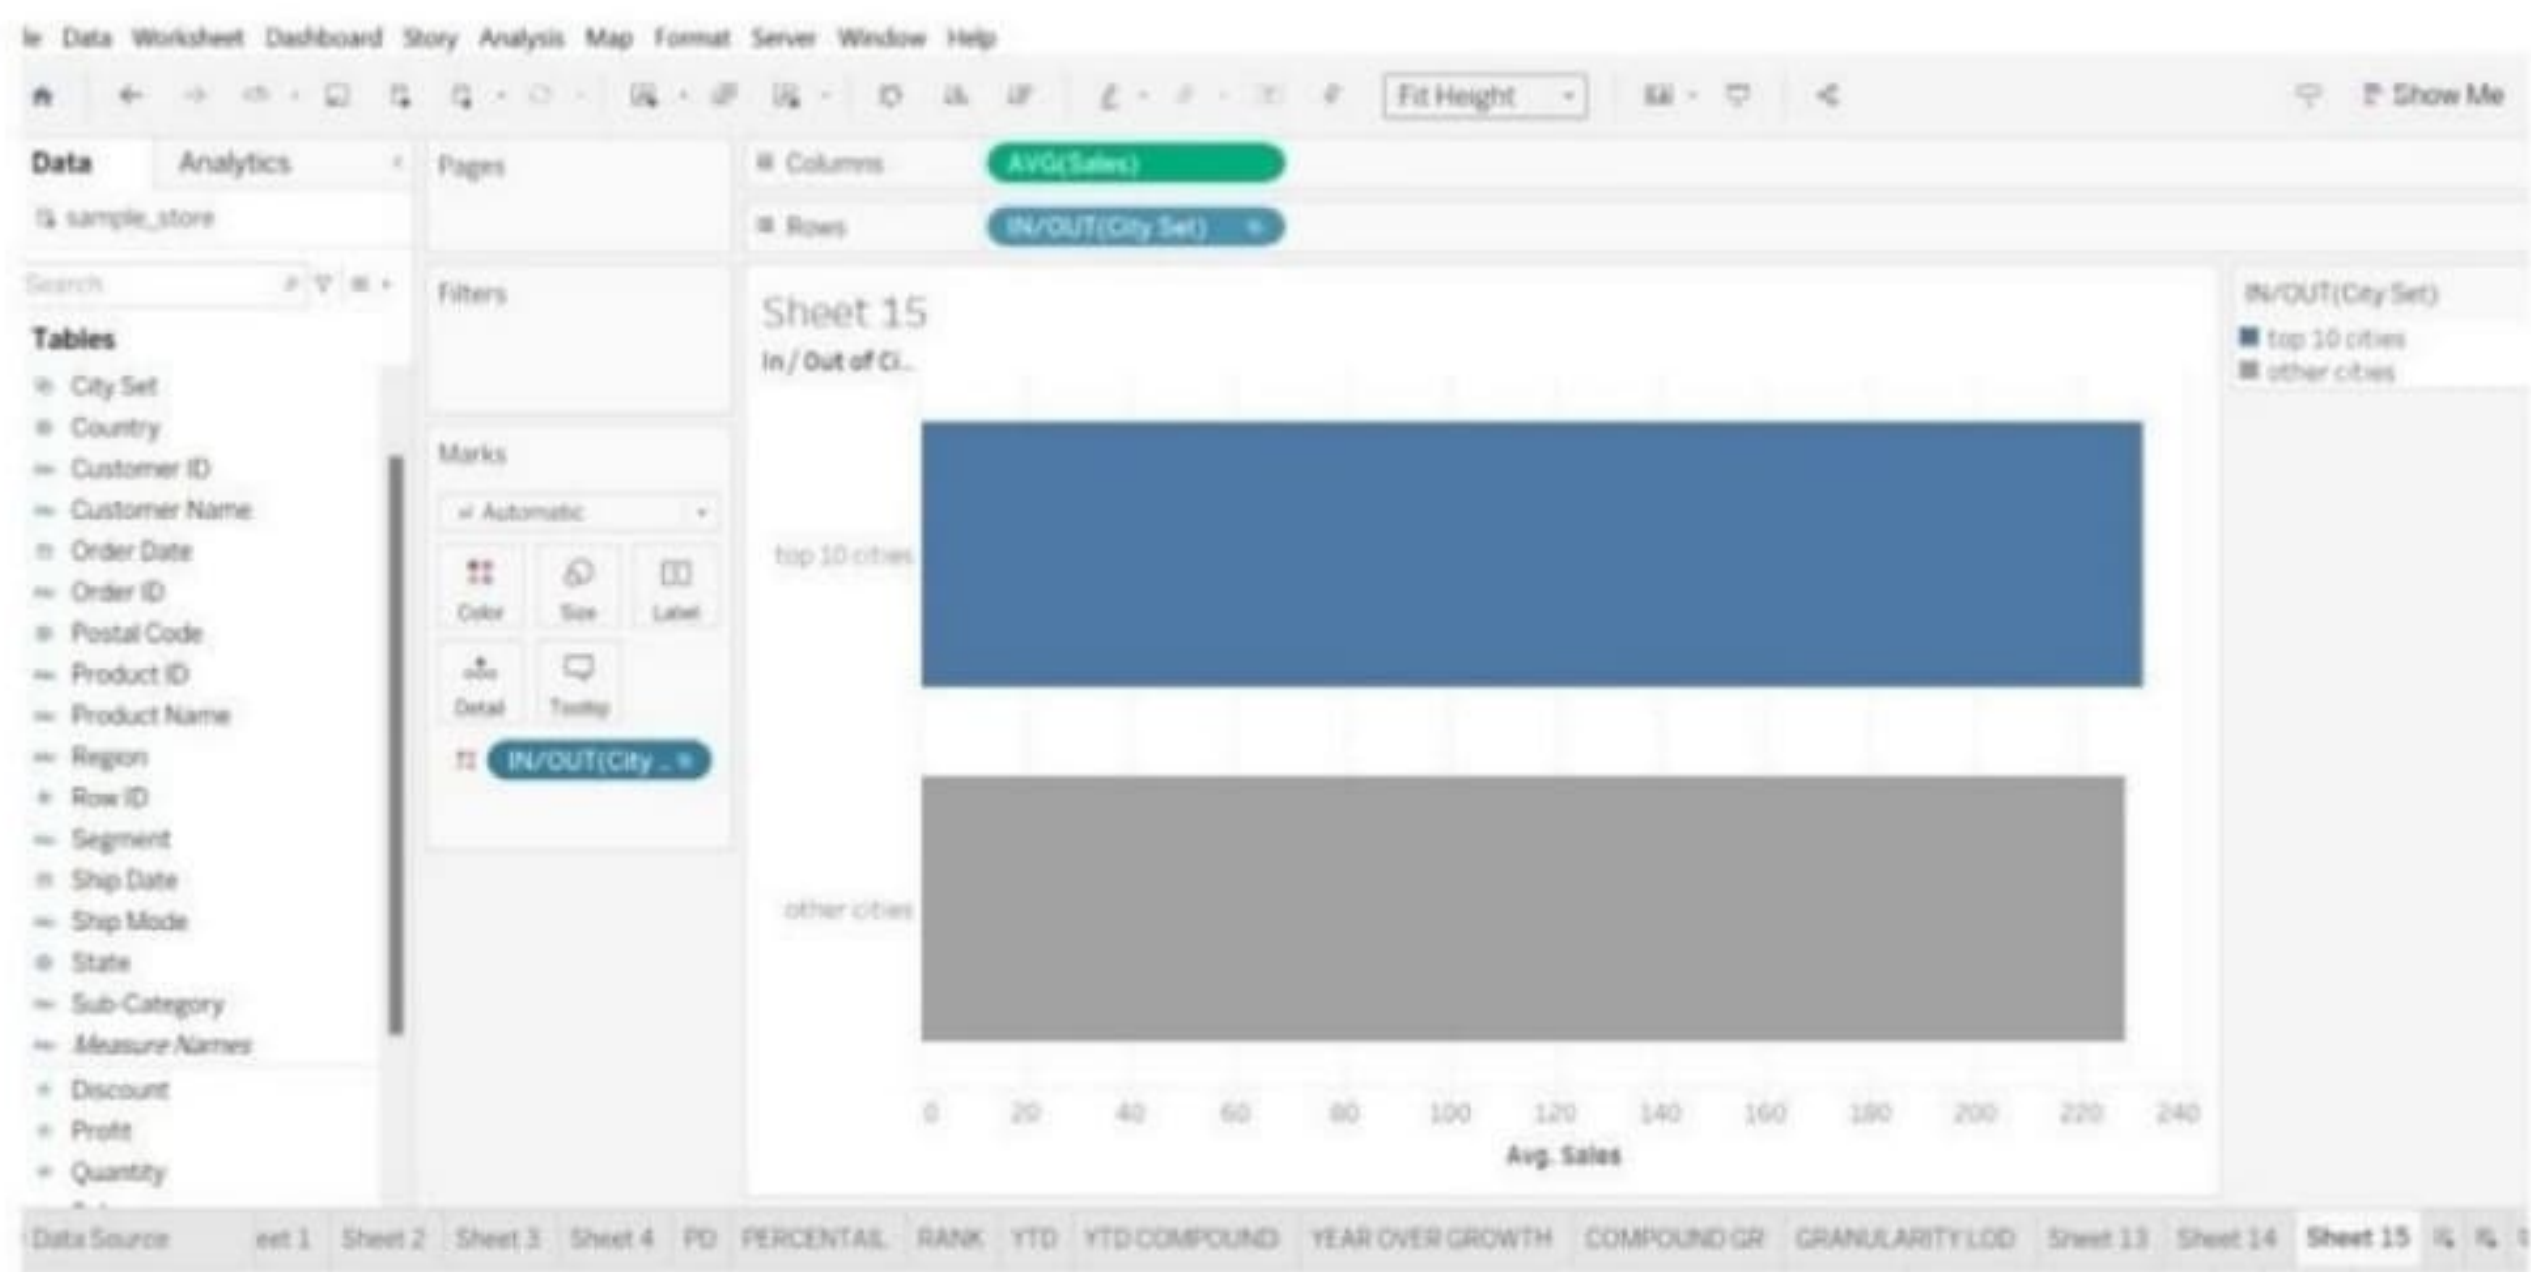 le Data Worksheet Dashboard Story Analysis Map Format Server Window Help
Fit Height
Show Me
Data Analytics
sample_store
Search
Tables
City Set
Country
Customer ID
Customer Name
Order Date
Order ID
Postal Code
Product ID
Product Name
Region
Row ID
Segment
Ship Date
Ship Mode
State
Sub-Category
Measure Names
Discount
Profit
Quantity
Pages
Filters
Marks
Automatic
Color Size Label
Detail Tooltip
IN/OUT(City ..
Columns AVG(Sales)
Rows IN/OUT(City Set)
Sheet 15
In / Out of Ci...
top 10 cities
other cities
0 20 40 60 80 100 120 140 160 180 200 220 240
Avg. Sales
IN/OUT(City Set)
top 10 cities
other cities
Data Source eet 1 Sheet 2 Sheet 3 Sheet 4 PD PERCENTAIL RANK YTD YTD COMPOUND YEAR OVER GROWTH COMPOUND GR GRANULARITY LOD Sheet 13 Sheet 14 Sheet 15